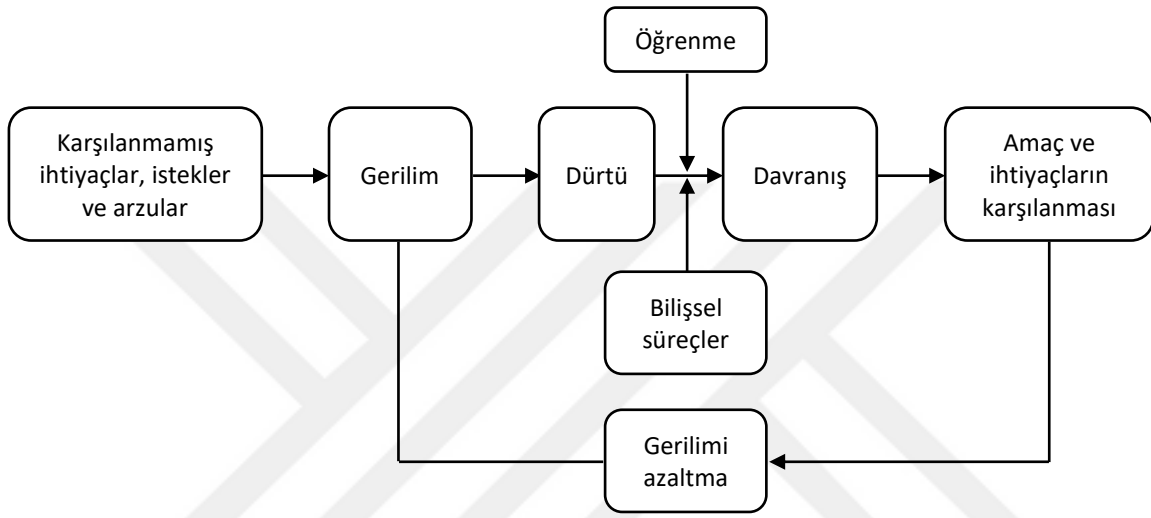 Öğrenme
Karşılanmamış
ihtiyaçlar, istekler
ve arzular
Gerilim
Dürtü
Davranış
Amaç ve
ihtiyaçların
karşılanması
Bilişsel
süreçler
Gerilimi
azaltma